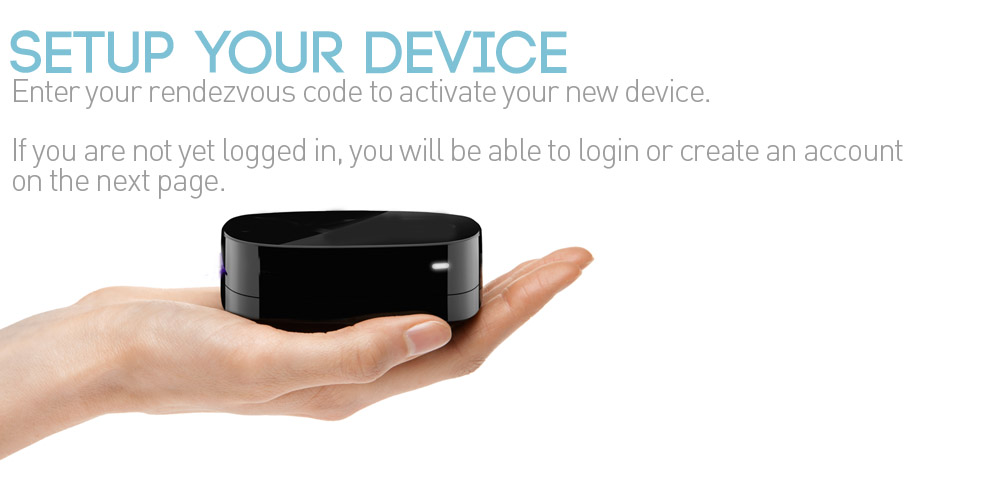 SETUP YOUR DEVICE
Enter your rendezvous code to activate your new device.
If you are not yet logged in, you will be able to login or create an account
on the next page.